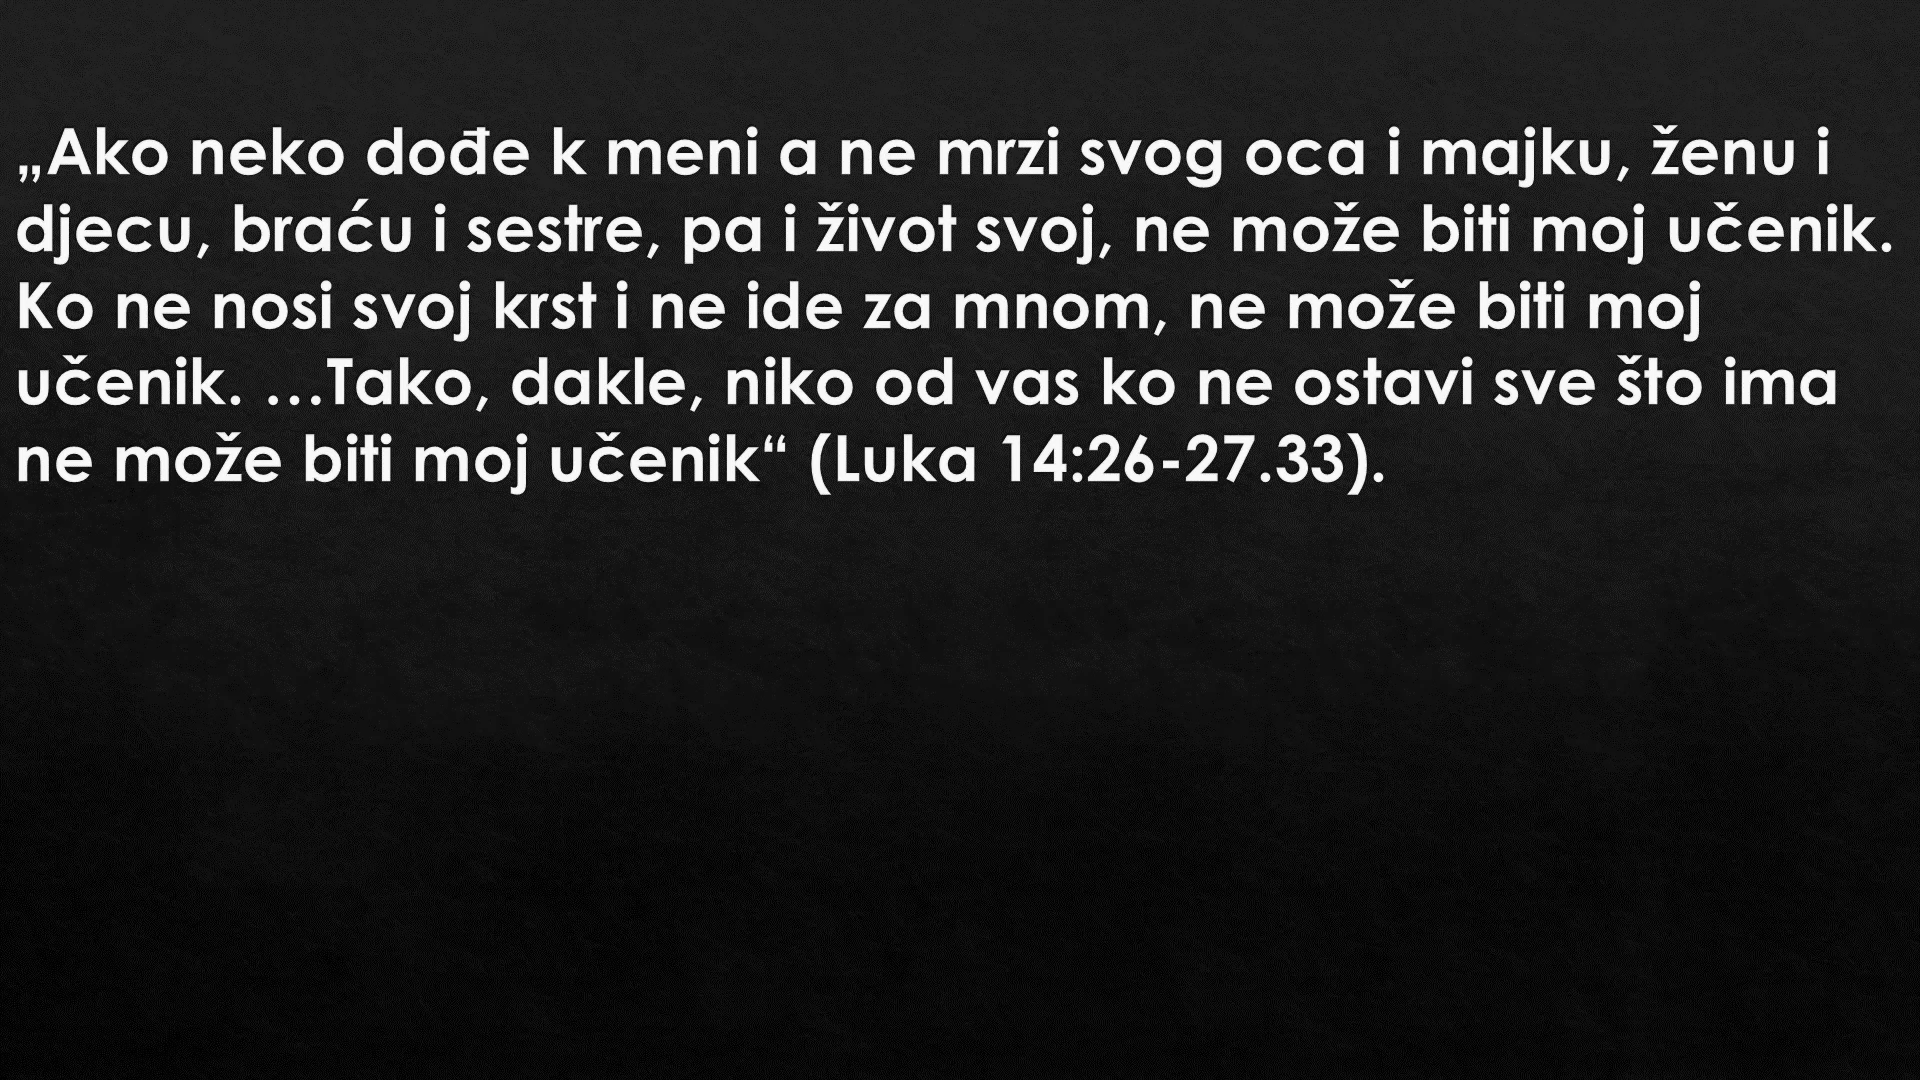 „Ako neko dođe k meni a ne mrzi svog oca i majku, ženu i
djecu, braću i sestre, pa i život svoj, ne može biti moj učenik.
Ko ne nosi svoj krst i ne ide za mnom, ne može biti moj
učenik. …Tako, dakle, niko od vas ko ne ostavi sve što ima
ne može biti moj učenik“ (Luka 14:26-27.33).